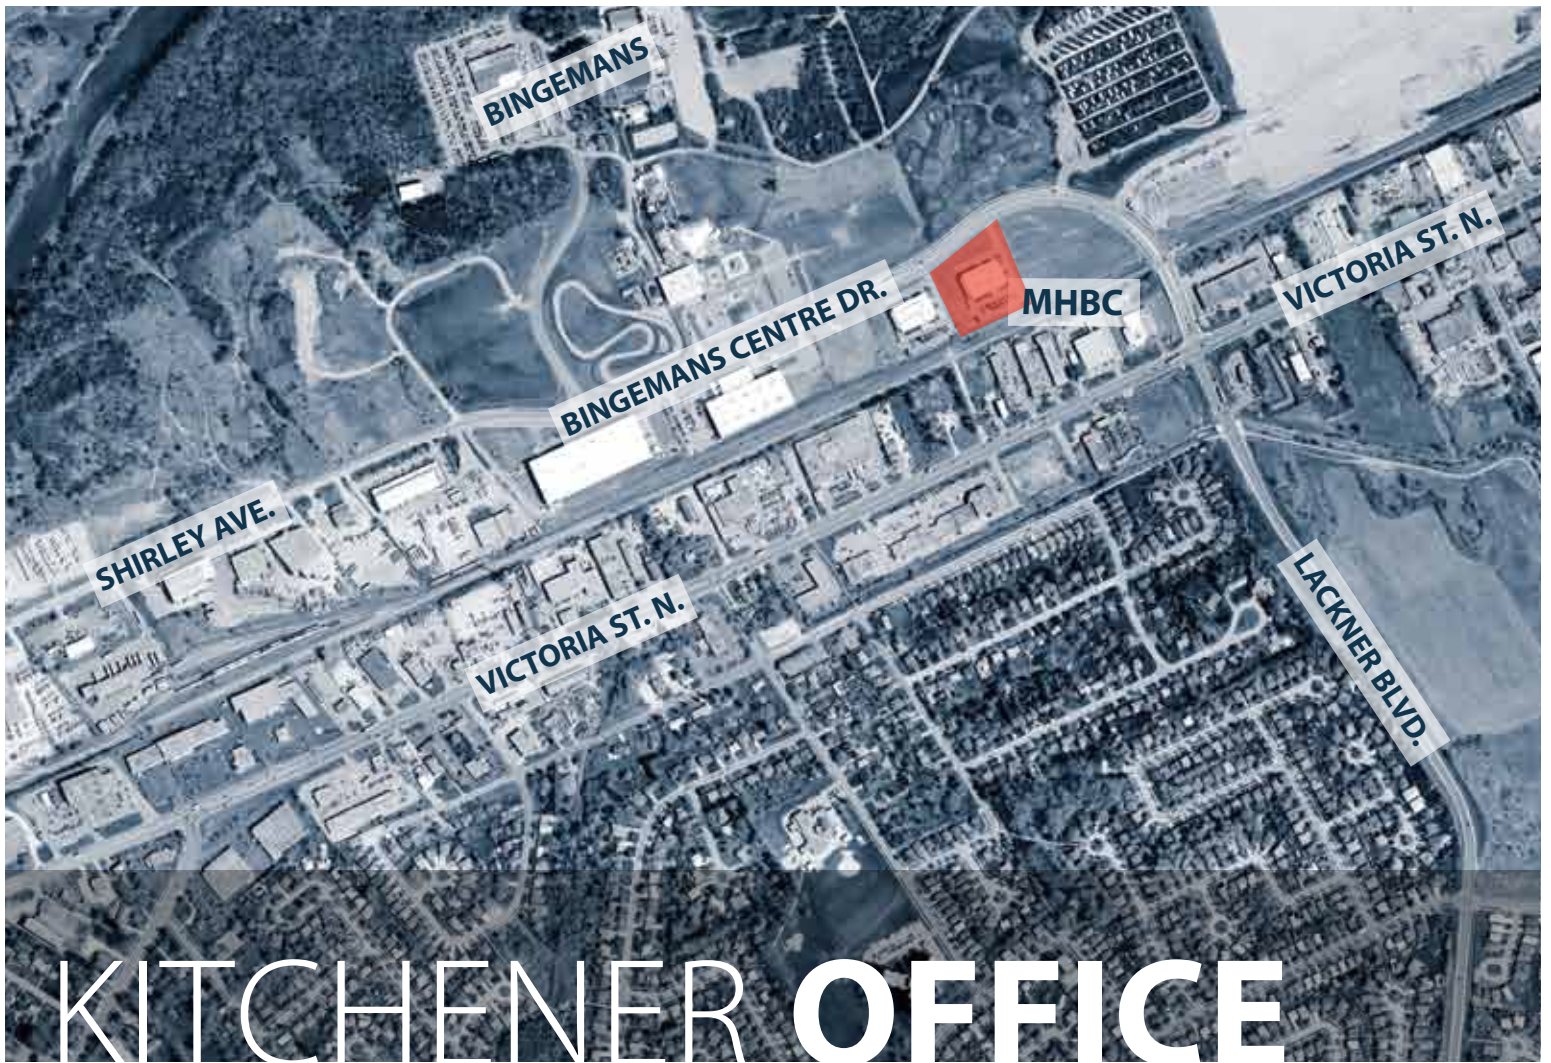 BINGEMANS
BINGEMANS CENTRE DR.
MHBC
VICTORIA ST. N.
SHIRLEY AVE.
VICTORIA ST. N.
LACKNER BLVD.
KITCHENER OFFICE